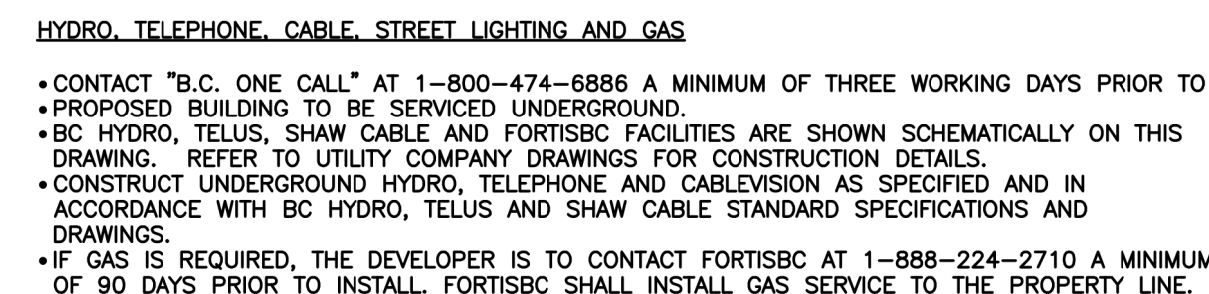 HYDRO, TELEPHONE, CABLE, STREET LIGHTING AND GAS
•CONTACT "B.C. ONE CALL" AT 1-800-474-6886 A MINIMUM OF THREE WORKING DAYS PRIOR TO
•PROPOSED BUILDING TO BE SERVICED UNDERGROUND.
•BC HYDRO, TELUS, SHAW CABLE AND FORTISBC FACILITIES ARE SHOWN SCHEMATICALLY ON THIS
DRAWING. REFER TO UTILITY COMPANY DRAWINGS FOR CONSTRUCTION DETAILS.
•CONSTRUCT UNDERGROUND HYDRO, TELEPHONE AND CABLEVISION AS SPECIFIED AND IN
ACCORDANCE WITH BC HYDRO, TELUS AND SHAW CABLE STANDARD SPECIFICATIONS AND
DRAWINGS.
•IF GAS IS REQUIRED, THE DEVELOPER IS TO CONTACT FORTISBC AT 1-888-224-2710 A MINIMUM
OF 90 DAYS PRIOR TO INSTALL. FORTISBC SHALL INSTALL GAS SERVICE TO THE PROPERTY LINE.